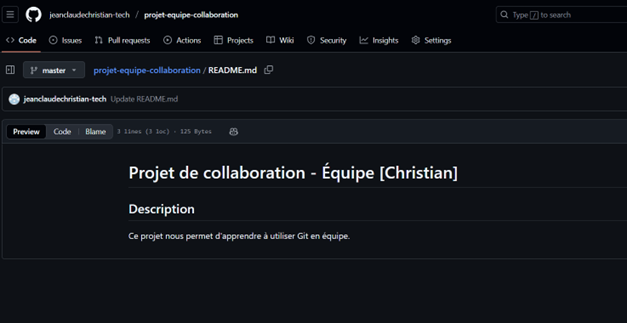 jeanclaudechristian-tech / projet-equipe-collaboration
Type / to search
Code Issues Pull requests Actions Projects Wiki Security Insights Settings
master projet-equipe-collaboration / README.md
jeanclaudechristian-tech Update README.md
Preview Code Blame 3 lines (3 loc) · 125 Bytes
Projet de collaboration - Équipe [Christian]
Description
Ce projet nous permet d'apprendre à utiliser Git en équipe.